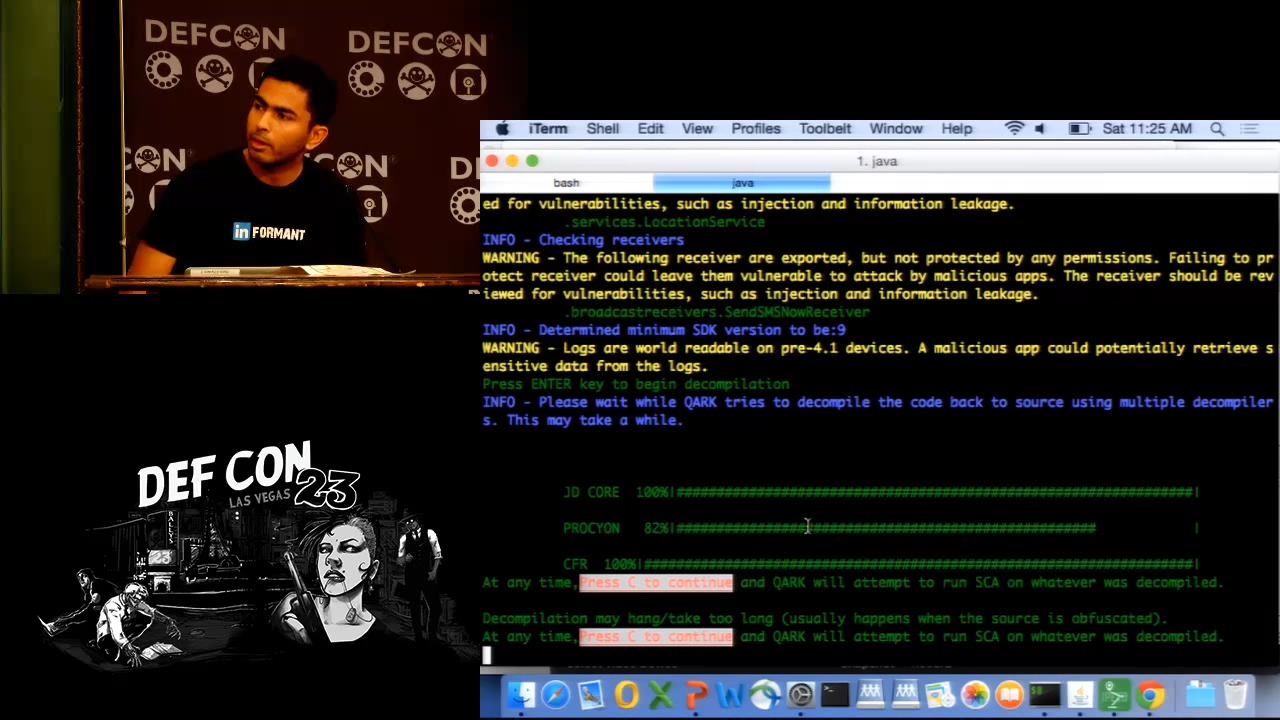 DEFCON DEFCON
DEFCON
CON
D
in FORMANT
DEF CON
LAS VEGAS 23
BALLYS
23
iTerm Shell Edit View Profiles Toolbelt Window Help Sat 11:25 AM
1. java
bash java
ed for vulnerabilities, such as injection and information leakage.
.services.LocationService
INFO - Checking receivers
WARNING - The following receiver are exported, but not protected by any permissions. Failing to pr
otect receiver could leave them vulnerable to attack by malicious apps. The receiver should be rev
iewed for vulnerabilities, such as injection and information leakage.
.broadcastreceivers.SendSMSNowReceiver
INFO - Determined minimum SDK version to be:9
WARNING - Logs are world readable on pre-4.1 devices. A malicious app could potentially retrieve s
ensitive data from the logs.
Press ENTER key to begin decompilation
INFO - Please wait while QARK tries to decompile the code back to source using multiple decompiler
s. This may take a while.
JD CORE 100%
PROCYON 82%
CFR 100%
At any time,Press C to continue and QARK will attempt to run SCA on whatever was decompiled.
Decompilation may hang/take too long (usually happens when the source is obfuscated).
At any time,Press C to continue and QARK will attempt to run SCA on whatever was decompiled.